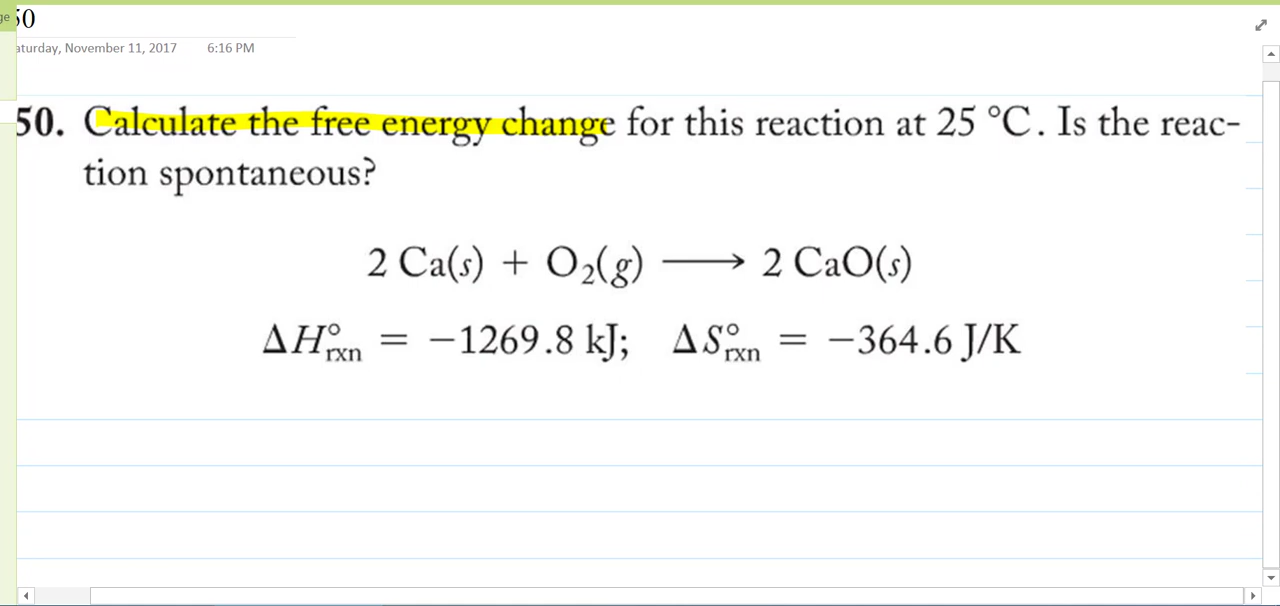 ge
50
aturday, November 11, 2017 6:16 PM
50. Calculate the free energy change for this reaction at 25 °C. Is the reac-
tion spontaneous?
2 Ca(s) + O₂(g) ⟶ 2 CaO(s)
ΔH°rxn = −1269.8 kJ; ΔS°rxn = −364.6 J/K